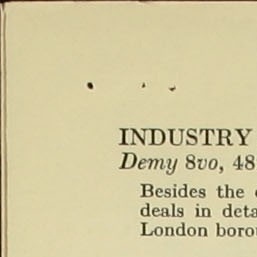 INDUSTRY
Demy 8vo, 48
Besides the
deals in deta
London borou